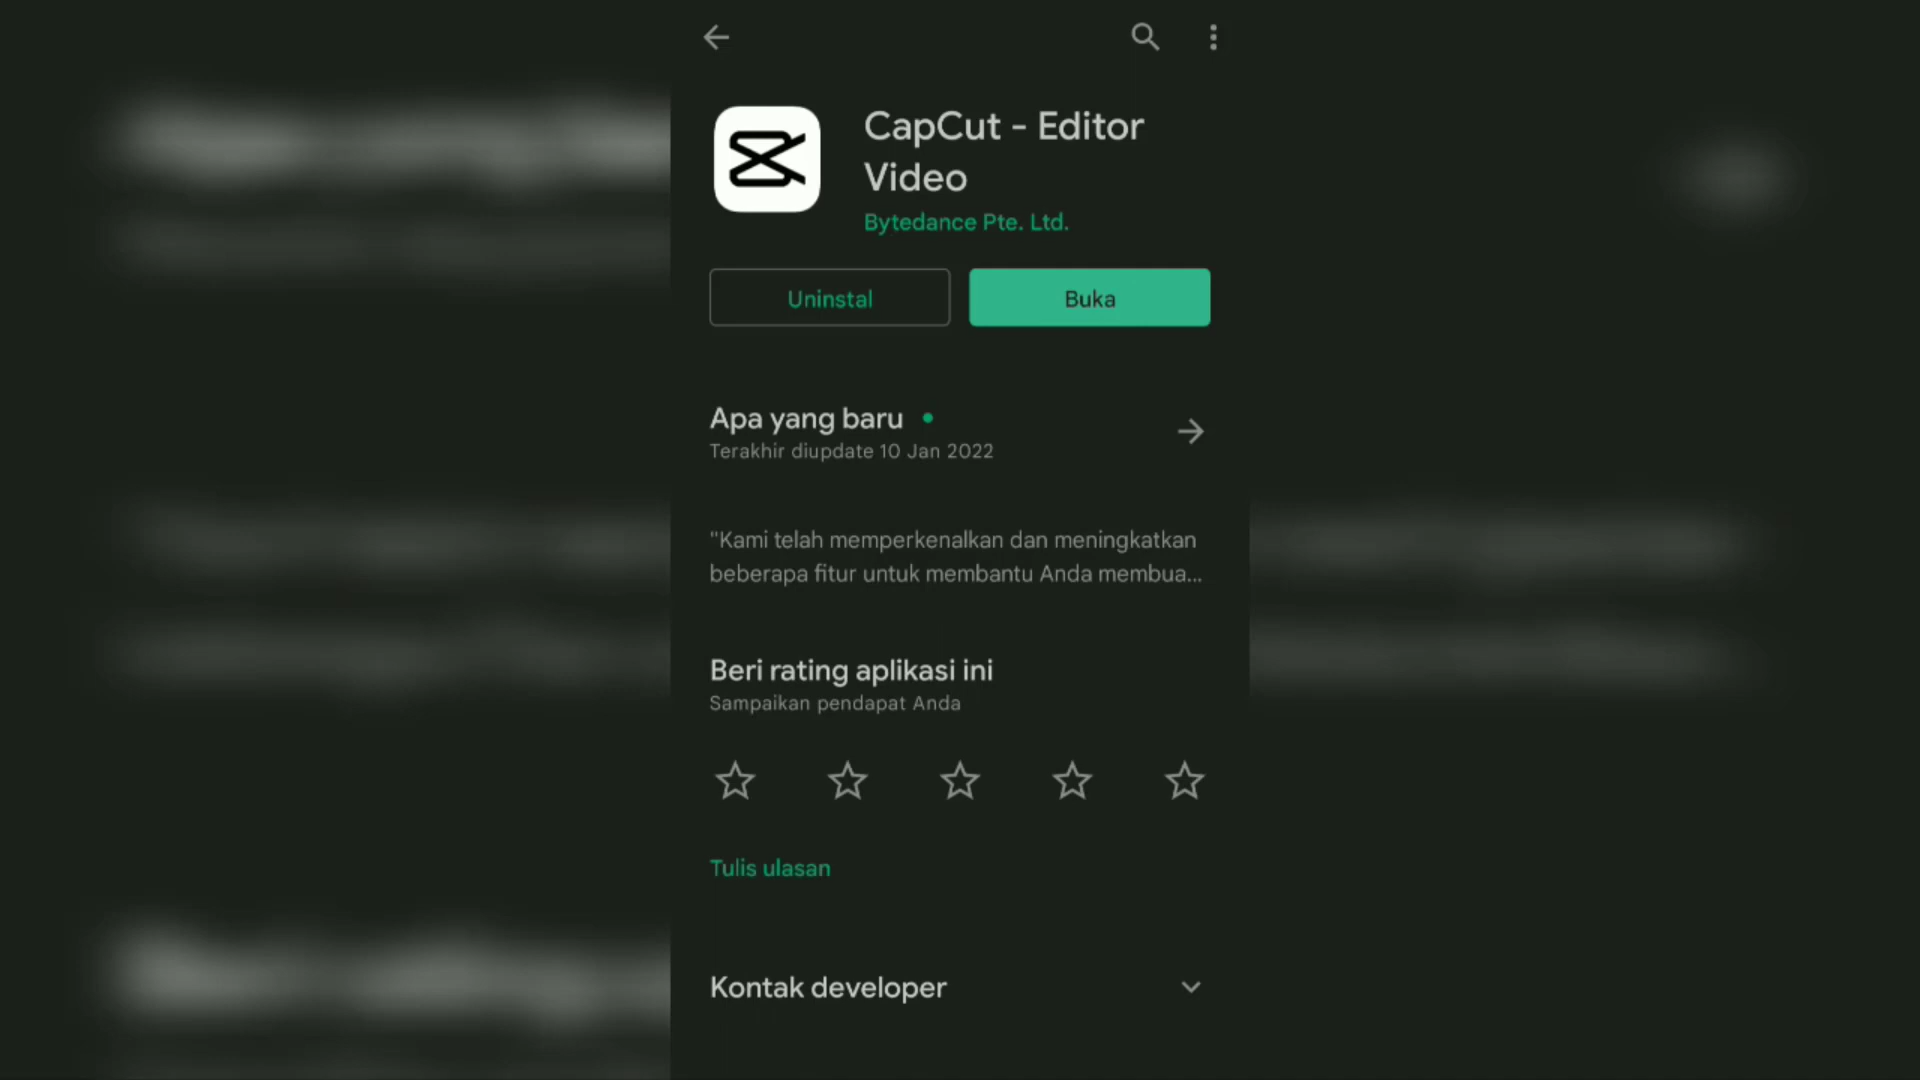 CapCut - Editor
Video
Bytedance Pte. Ltd.
Uninstal
Buka
Apa yang baru
Terakhir diupdate 10 Jan 2022
"Kami telah memperkenalkan dan meningkatkan
beberapa fitur untuk membantu Anda membua...
Beri rating aplikasi ini
Sampaikan pendapat Anda
Tulis ulasan
Kontak developer